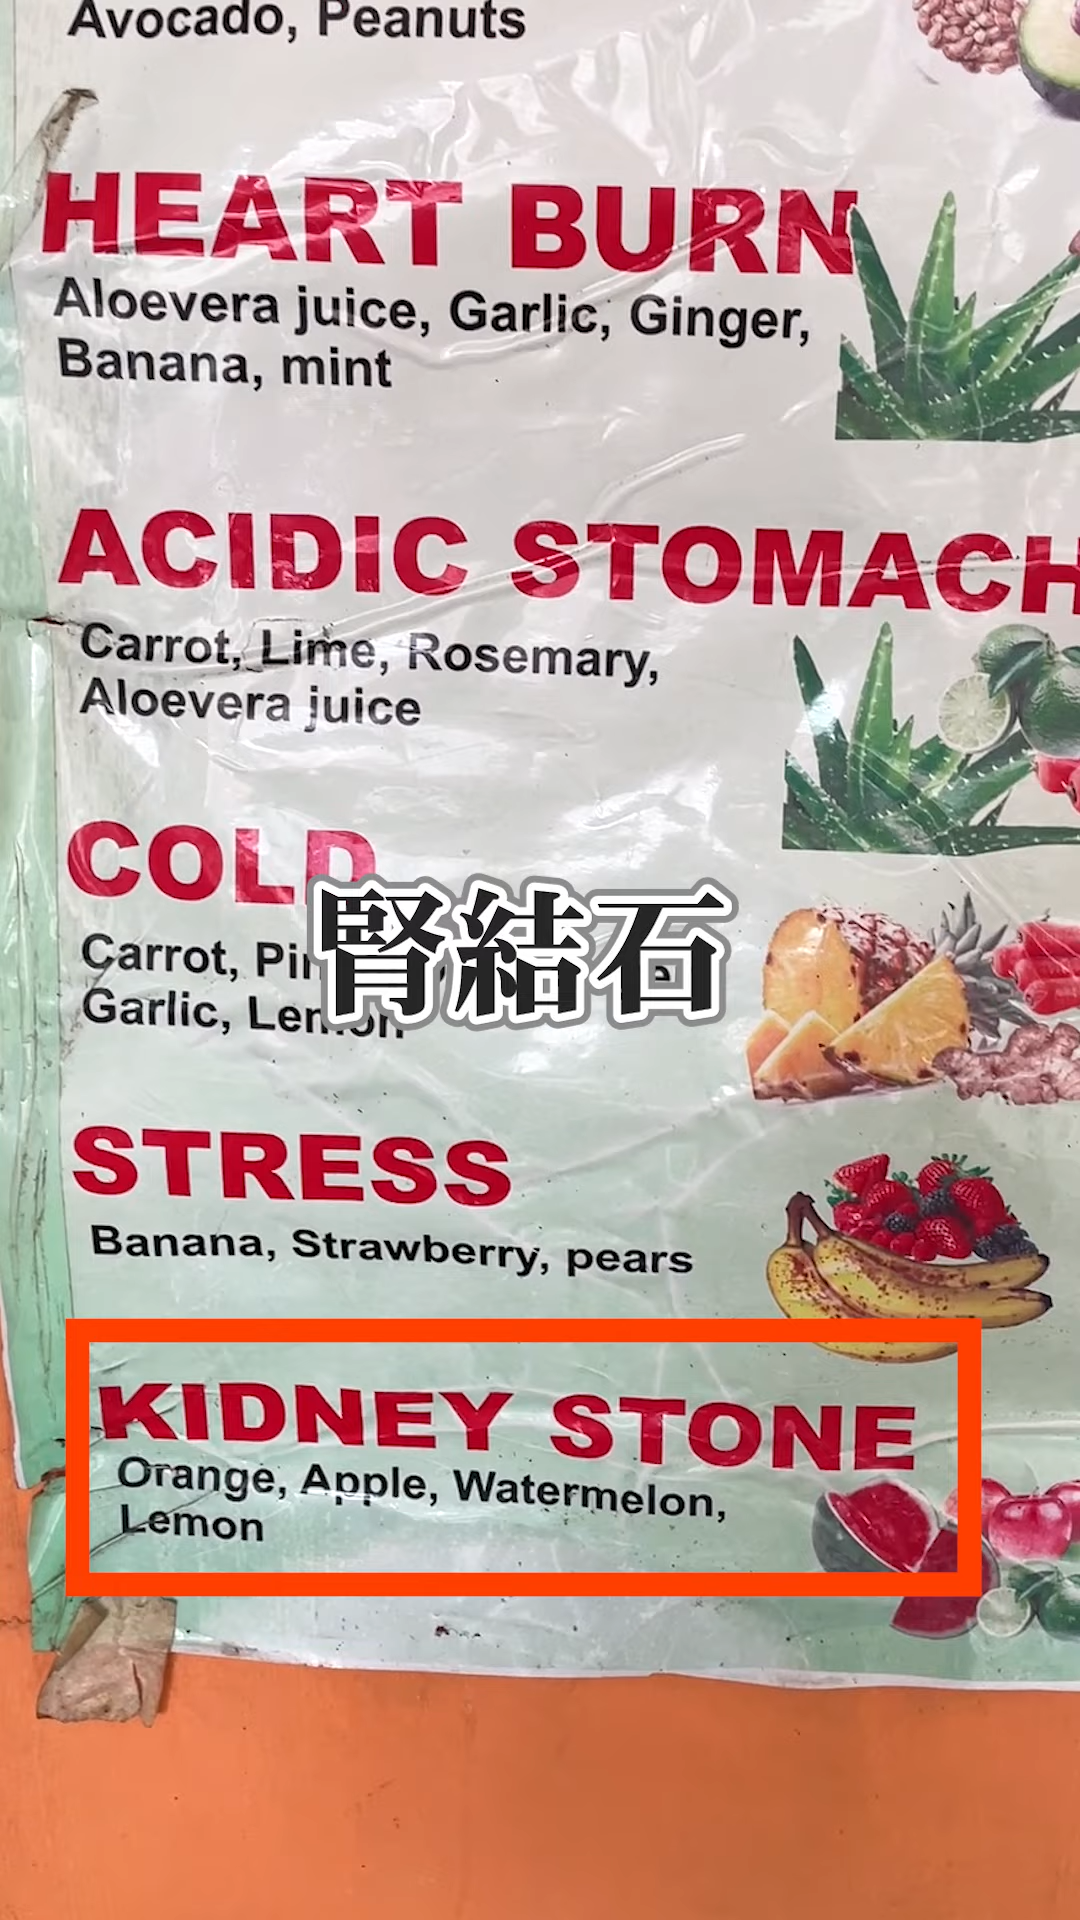 Avocado, Peanuts
HEART BURN
Aloevera juice, Garlic, Ginger,
Banana, mint
ACIDIC STOMACH
Carrot, Lime, Rosemary,
Aloevera juice
COLD
腎結石
Carrot,
Garlic, Lemon
STRESS
Banana, Strawberry, pears
KIDNEY STONE
Orange, Apple, Watermelon,
Lemon